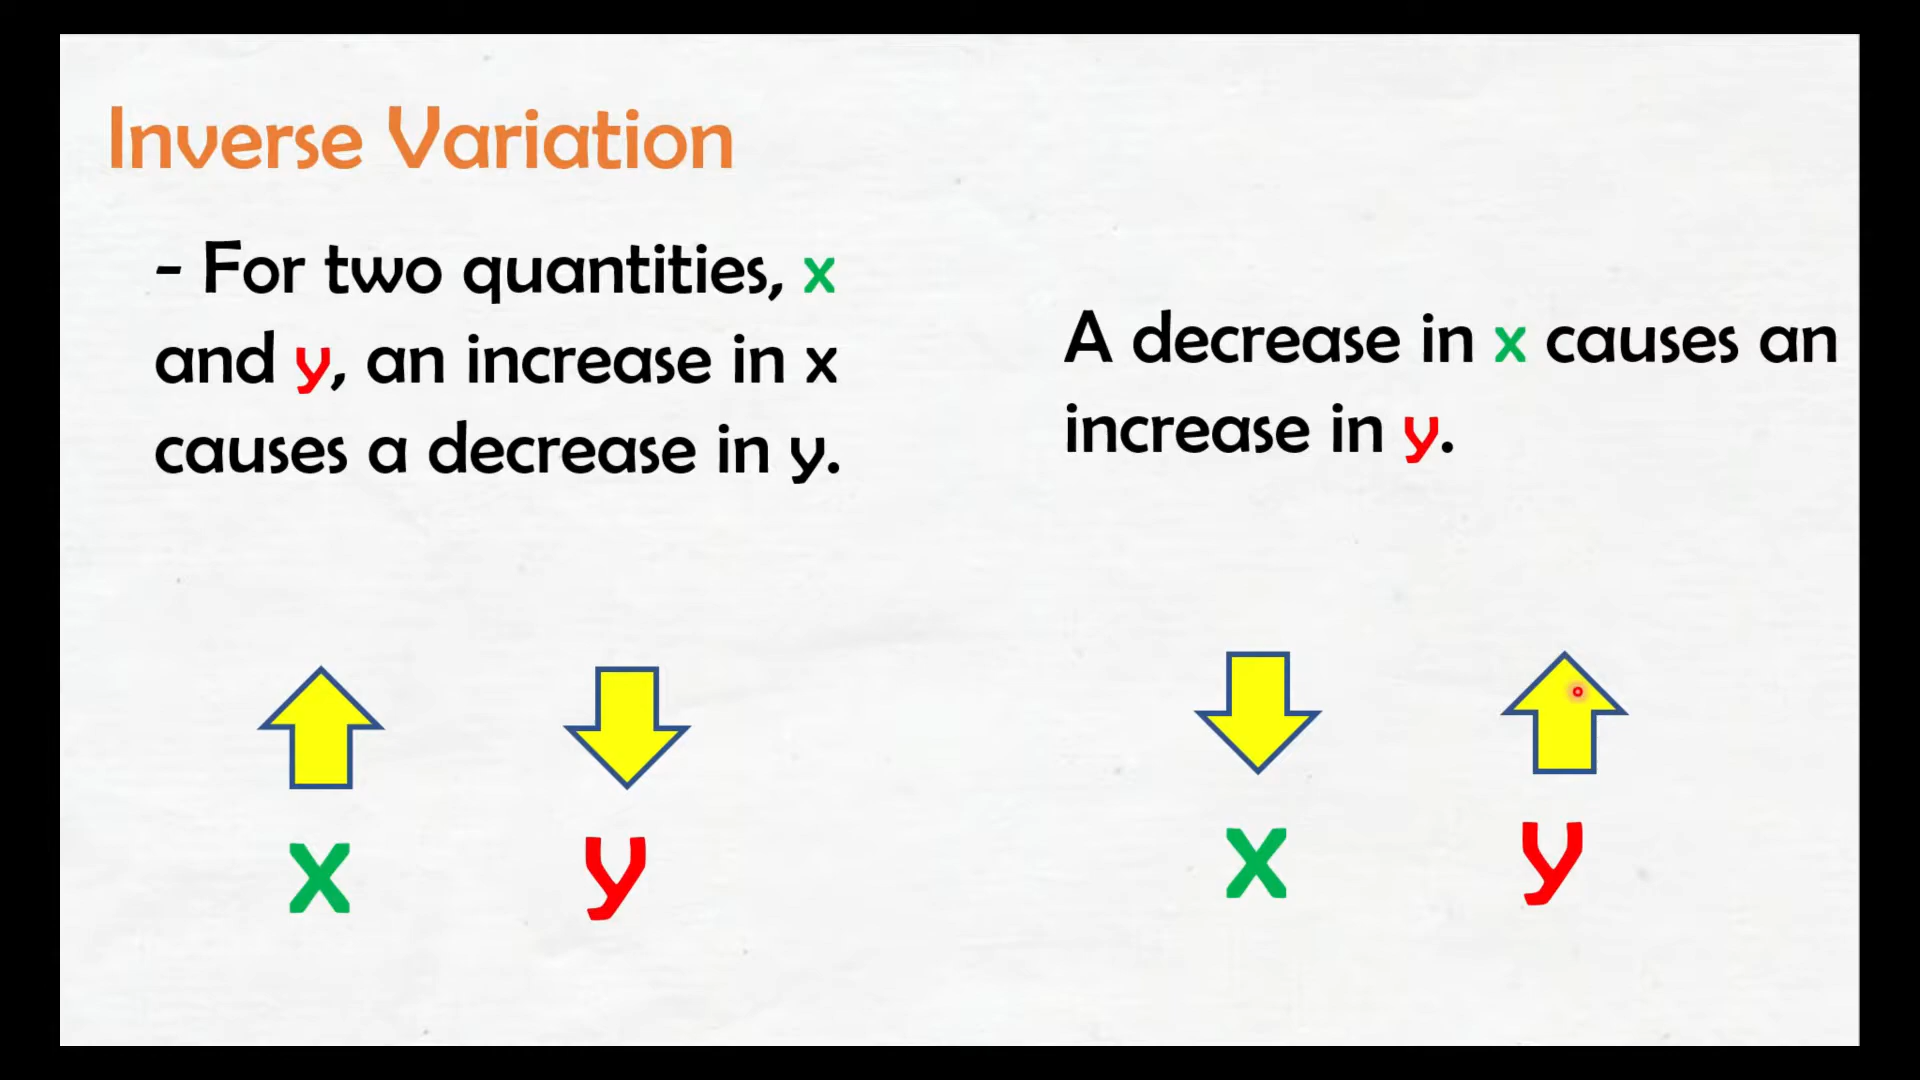 Inverse Variation
- For two quantities, x
and y, an increase in x
causes a decrease in y.
A decrease in x causes an
increase in y.
x y
x y